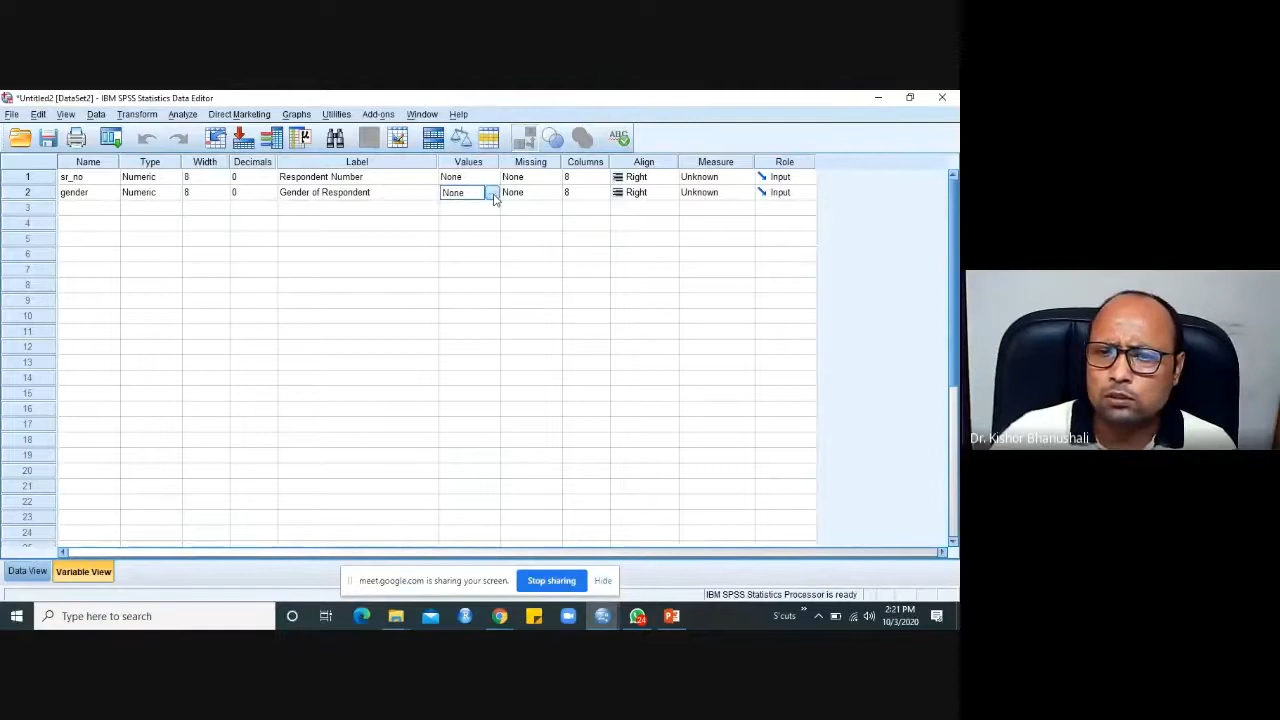 *Untitled2 [DataSet2] - IBM SPSS Statistics Data Editor
File Edit View Data Transform Analyze Direct Marketing Graphs Utilities Add-ons Window Help
Name Type Width Decimals Label Values Missing Columns Align Measure Role
1 sr_no Numeric 8 0 Respondent Number None None 8 Right Unknown Input
2 gender Numeric 8 0 Gender of Respondent None ... None 8 Right Unknown Input
3
4
5
6
7
8
9
10
11
12
13
14
15
16
17
18
19
20
21
22
23
24
Data View Variable View
meet.google.com is sharing your screen. Stop sharing Hide
IBM SPSS Statistics Processor is ready
Type here to search
S'cuts
2:21 PM
10/3/2020
24
ABC
Dr. Kishor Bhanushali